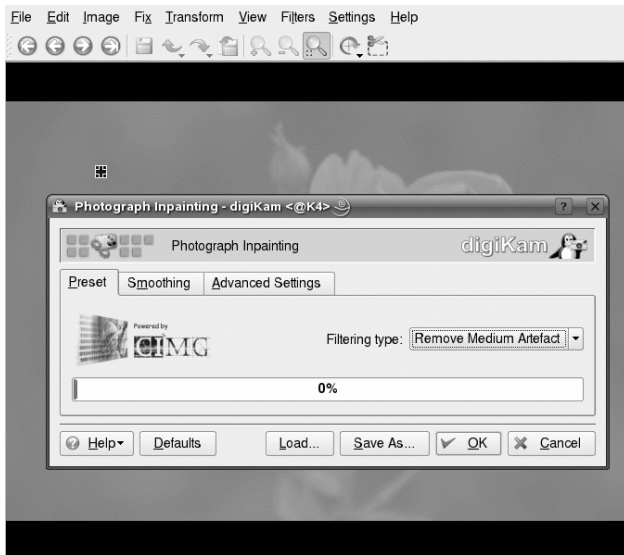 File Edit Image Fix Transform View Filters Settings Help
Photograph Inpainting - digiKam <@K4>
Photograph Inpainting
digiKam
Preset Smoothing Advanced Settings
Powered by
CIMG
Filtering type: Remove Medium Artefact
0%
Help Defaults Load... Save As... OK Cancel